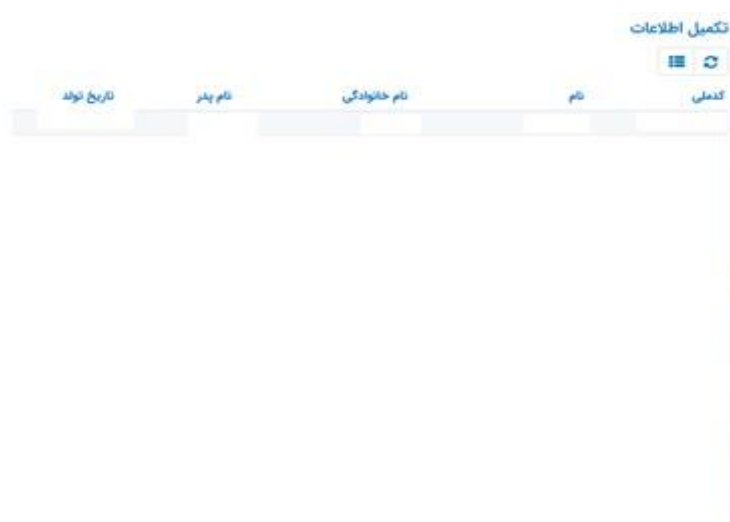 تکمیل اطلاعات
کدملی نام نام خانوادگی نام پدر تاریخ تولد